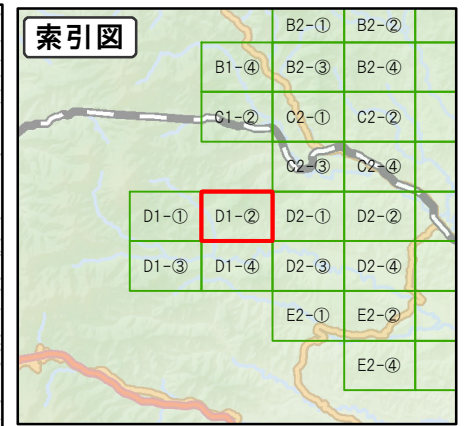 索引図
B2-① B2-②
B1-④ B2-③ B2-④
C1-② C2-① C2-②
C2-③ C2-④
D1-① D1-② D2-① D2-②
D1-③ D1-④ D2-③ D2-④
E2-① E2-②
E2-④